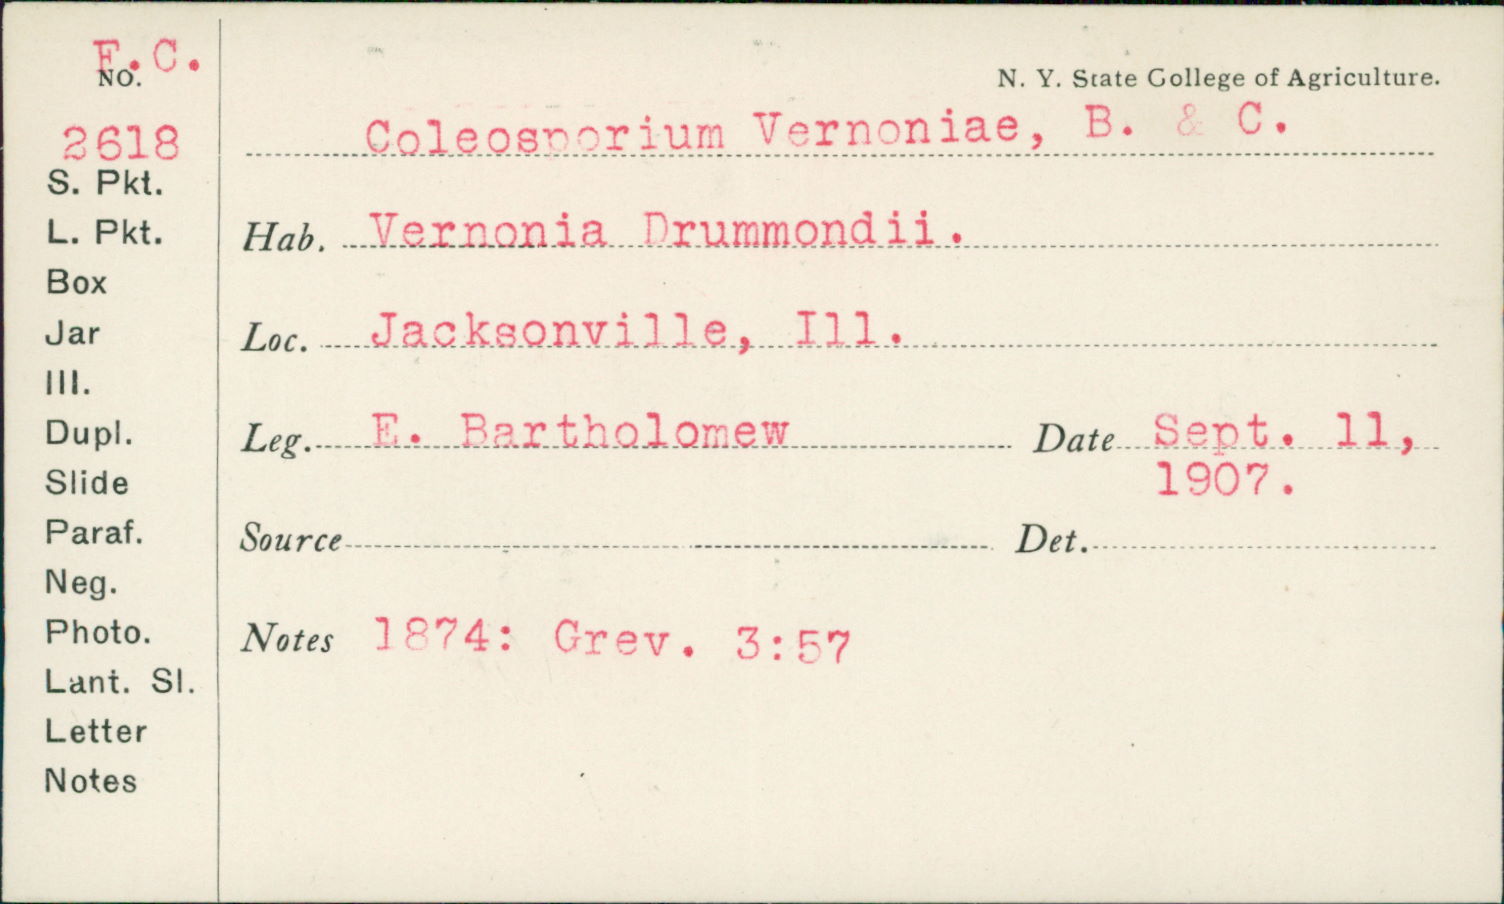 F.C.
NO.
2618
S. Pkt.
L. Pkt.
Box
Jar
Ill.
Dupl.
Slide
Paraf.
Neg.
Photo.
Lant. Sl.
Letter
Notes
N. Y. State College of Agriculture.
Coleosporium Vernoniae, B. & C.
Hab. Vernonia Drummondii.
Loc. Jacksonville, Ill.
Leg. E. Bartholomew Date Sept. 11,
1907.
Source Det.
Notes 1874: Grev. 3:57